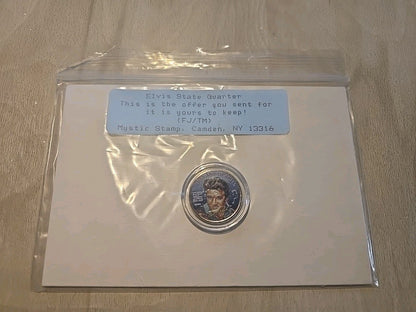 Elvis State Quarter
This is the offer you sent for
it is yours to keep!
(FJ/TM)
Mystic Stamp, Camden, NY 13316